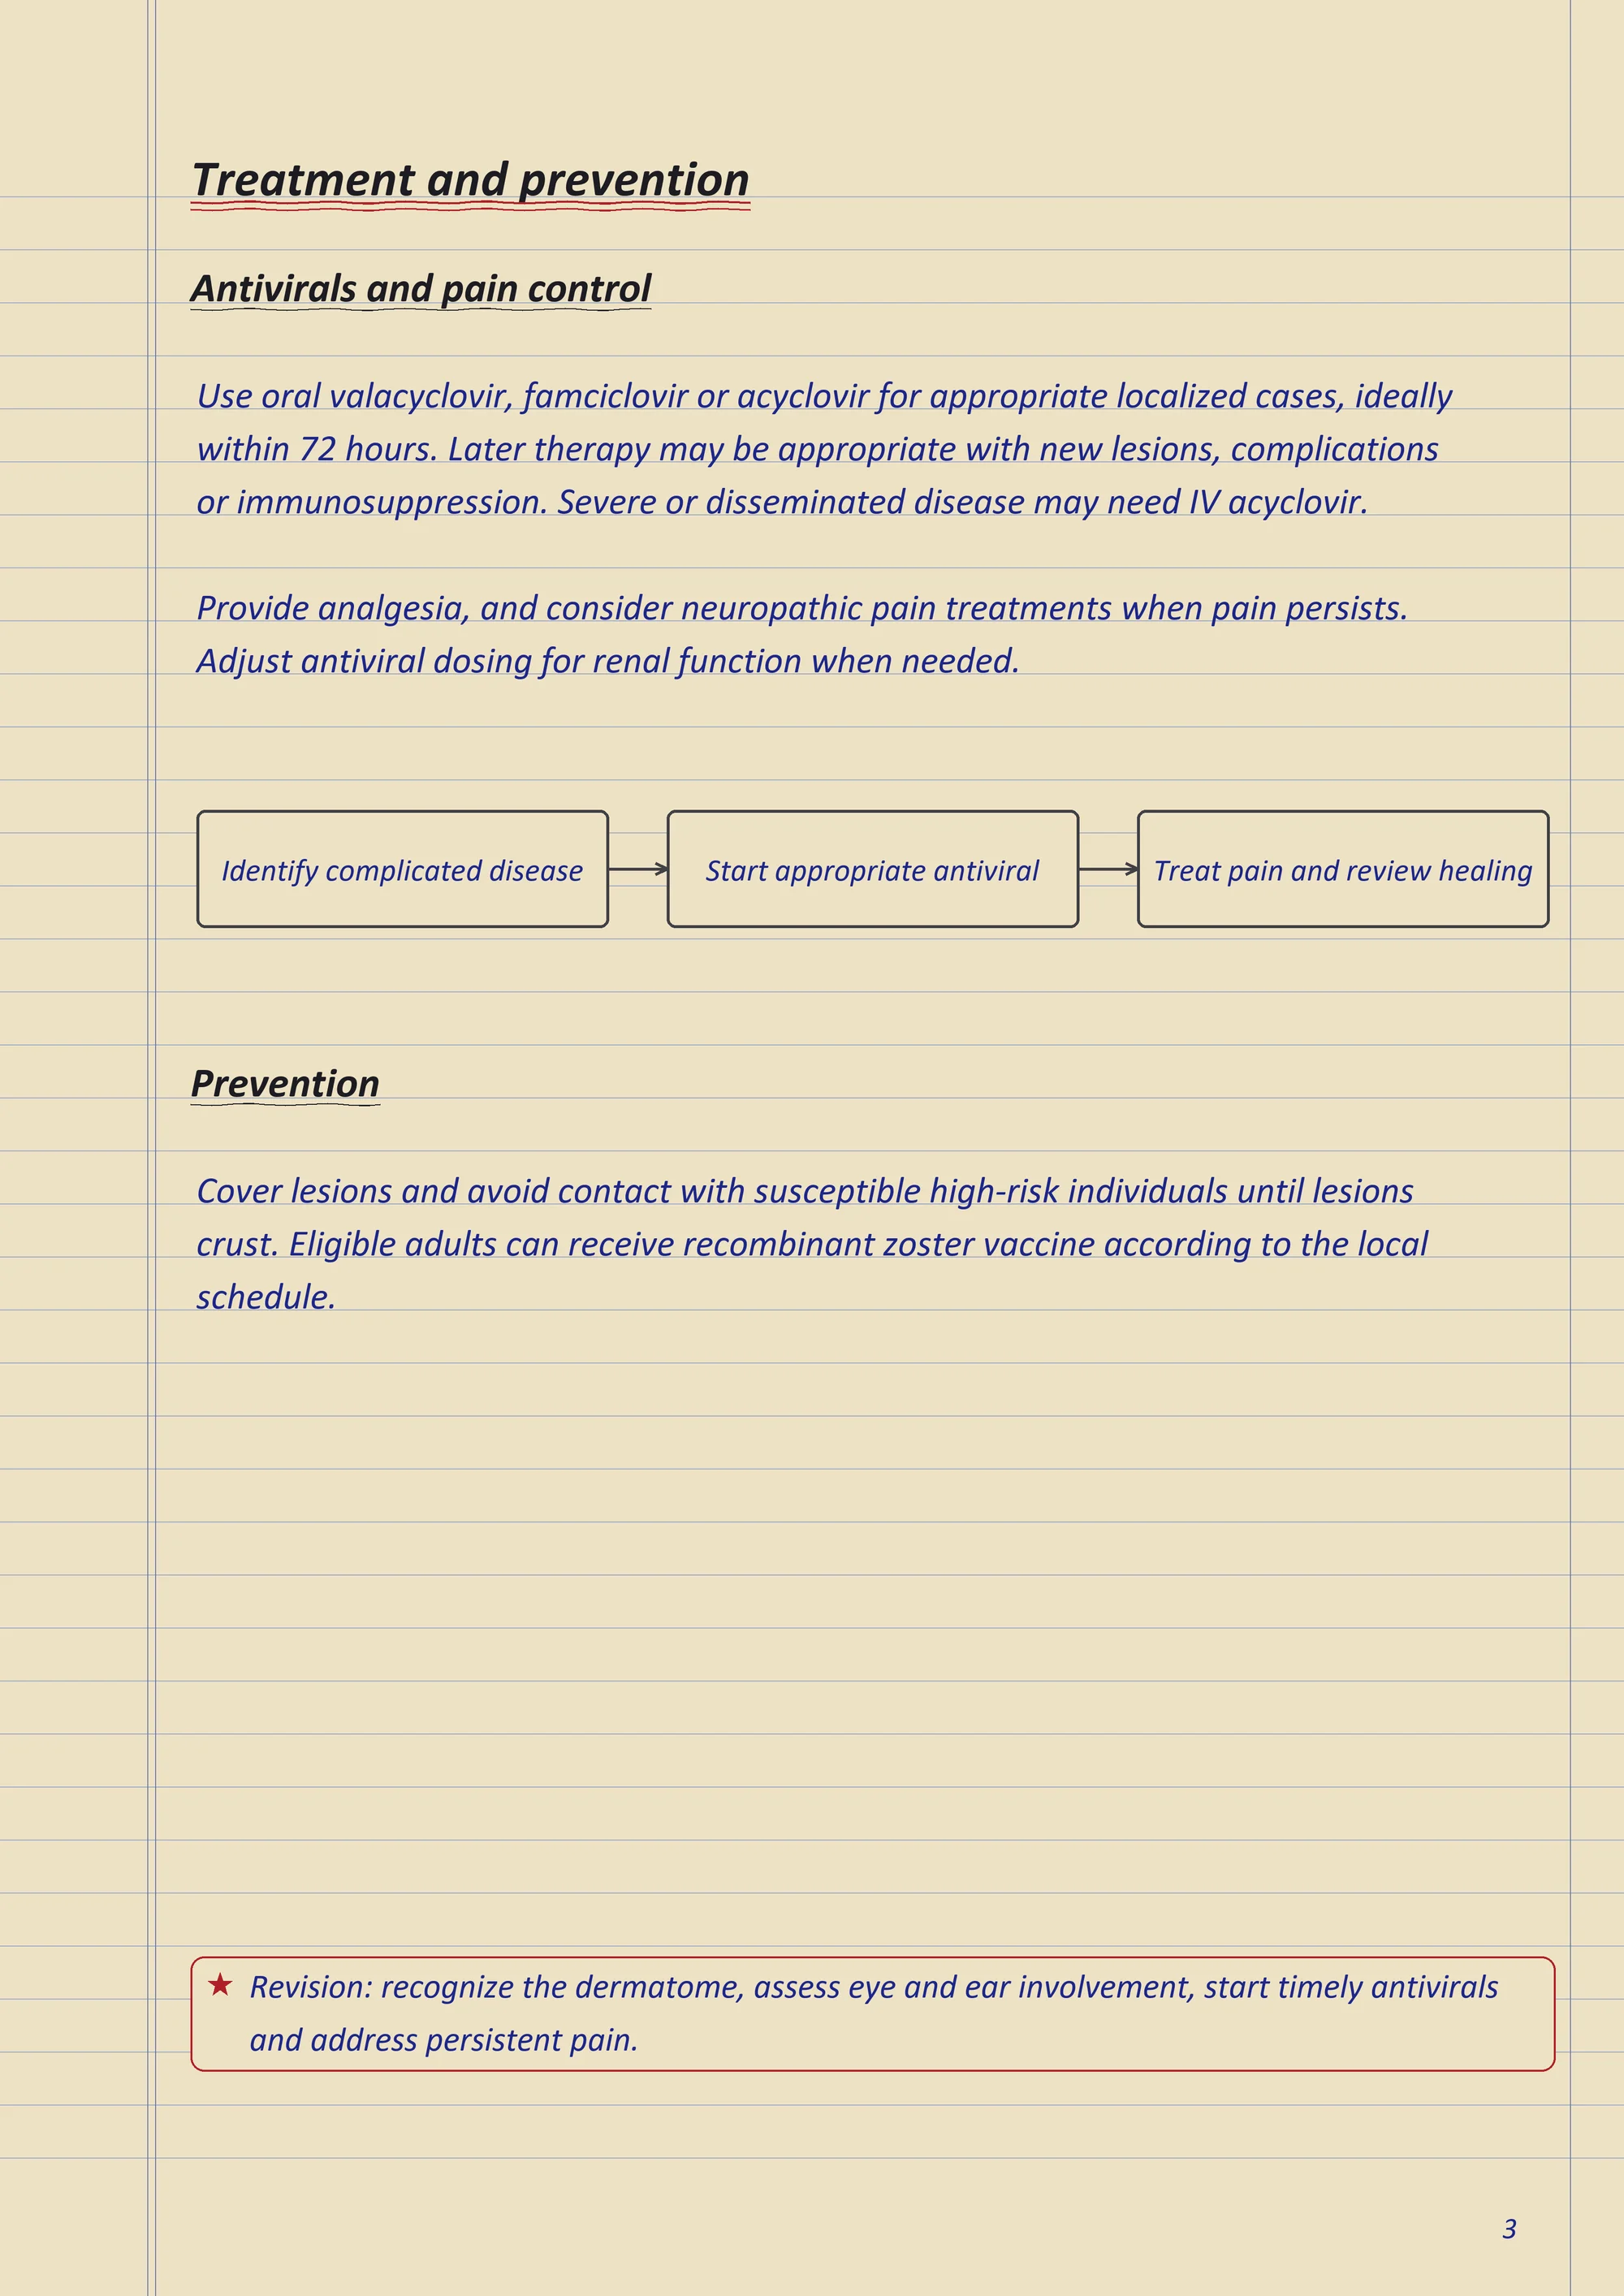 Treatment and prevention
Antivirals and pain control
Use oral valacyclovir, famciclovir or acyclovir for appropriate localized cases, ideally
within 72 hours. Later therapy may be appropriate with new lesions, complications
or immunosuppression. Severe or disseminated disease may need IV acyclovir.
Provide analgesia, and consider neuropathic pain treatments when pain persists.
Adjust antiviral dosing for renal function when needed.
Identify complicated disease
Start appropriate antiviral
Treat pain and review healing
Prevention
Cover lesions and avoid contact with susceptible high-risk individuals until lesions
crust. Eligible adults can receive recombinant zoster vaccine according to the local
schedule.
★ Revision: recognize the dermatome, assess eye and ear involvement, start timely antivirals
and address persistent pain.
3